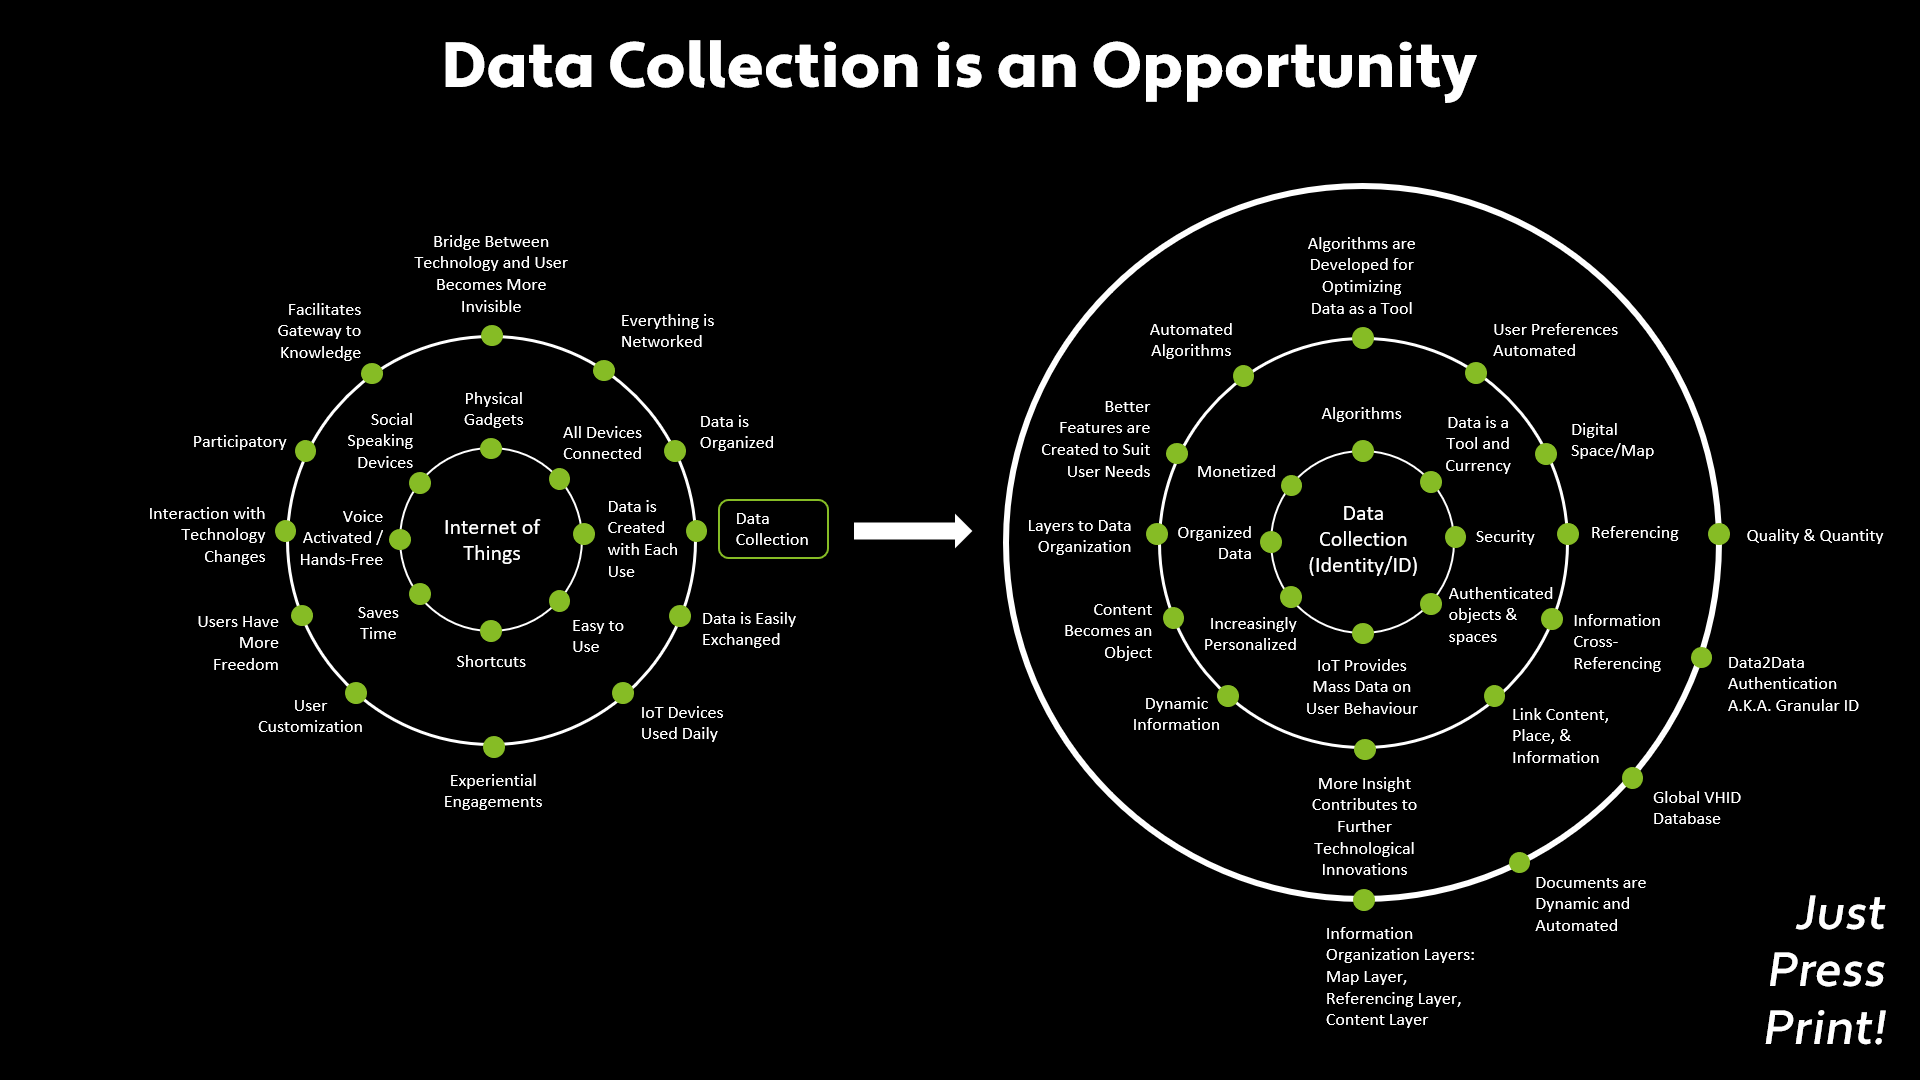 Data Collection is an Opportunity
Bridge Between
Technology and User
Becomes More
Invisible
Facilitates
Gateway to
Knowledge
Everything is
Networked
Participatory
Data is
Organized
Interaction with
Technology
Changes
Data
Collection
Users Have
More
Freedom
Data is Easily
Exchanged
User
Customization
IoT Devices
Used Daily
Experiential
Engagements
Physical
Gadgets
Social
Speaking
Devices
All Devices
Connected
Voice
Activated /
Hands-Free
Internet of
Things
Data is
Created
with Each
Use
Saves
Time
Easy to
Use
Shortcuts
Algorithms are
Developed for
Optimizing
Data as a Tool
Automated
Algorithms
User Preferences
Automated
Better
Features are
Created to Suit
User Needs
Digital
Space/Map
Layers to Data
Organization
Referencing
Content
Becomes an
Object
Information
Cross-
Referencing
Dynamic
Information
Link Content,
Place, &
Information
More Insight
Contributes to
Further
Technological
Innovations
Algorithms
Monetized
Data is a
Tool and
Currency
Organized
Data
Data
Collection
(Identity/ID)
Security
Increasingly
Personalized
Authenticated
objects &
spaces
IoT Provides
Mass Data on
User Behaviour
Quality & Quantity
Data2Data
Authentication
A.K.A. Granular ID
Global VHID
Database
Documents are
Dynamic and
Automated
Information
Organization Layers:
Map Layer,
Referencing Layer,
Content Layer
Just
Press
Print!